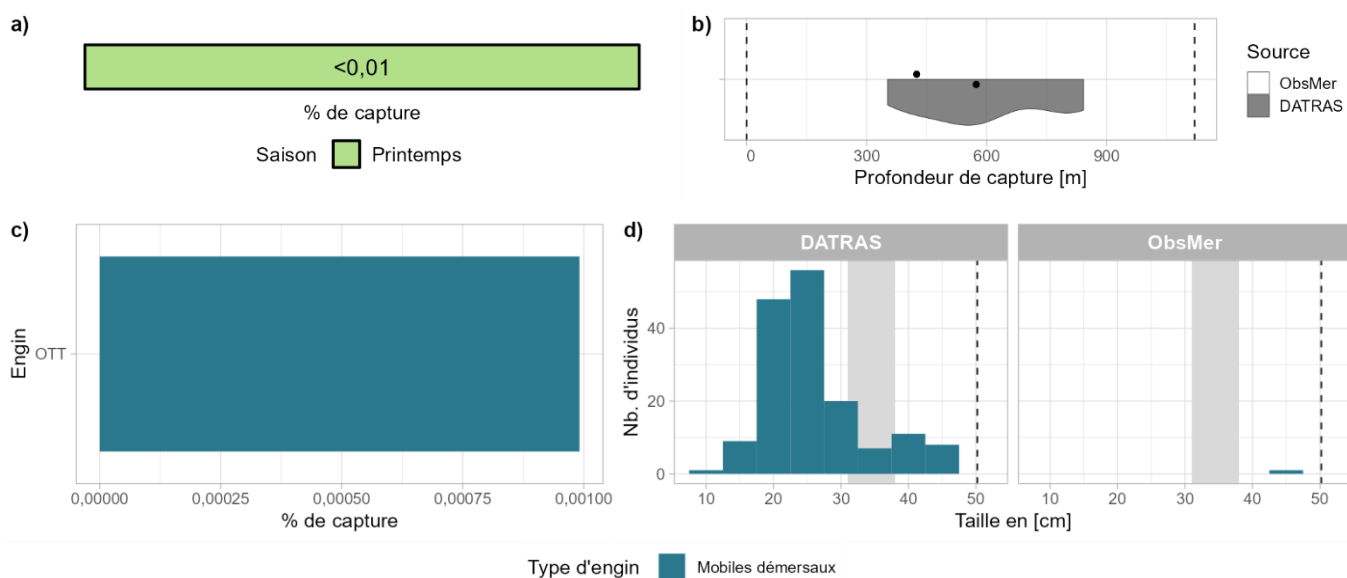 a)
<0,01
% de capture
Saison Printemps
b)
0 300 600 900
Profondeur de capture [m]
Source
ObsMer
DATRAS
c)
Engin
OTT
0,00000 0,00025 0,00050 0,00075 0,00100
% de capture
d)
DATRAS ObsMer
Nb. d'individus
40
20
0
10 20 30 40 50 10 20 30 40 50
Taille en [cm]
Type d'engin Mobiles démersaux